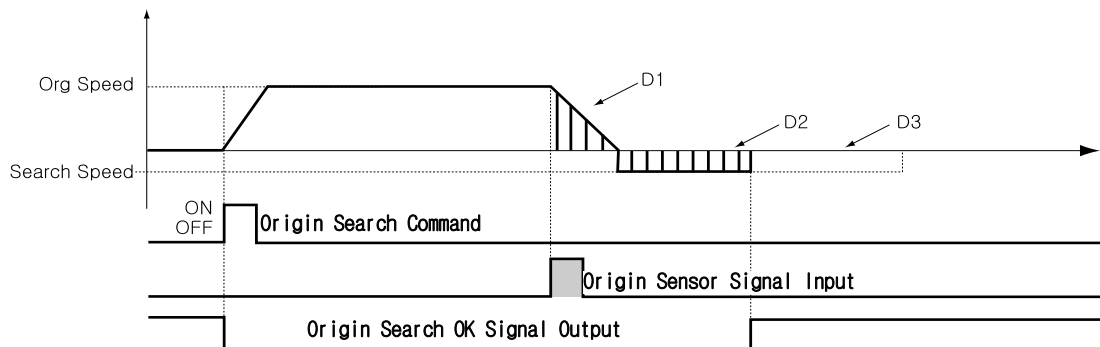 Org Speed
D1
D2
D3
Search Speed
ON
OFF
Origin Search Command
Origin Sensor Signal Input
Origin Search OK Signal Output